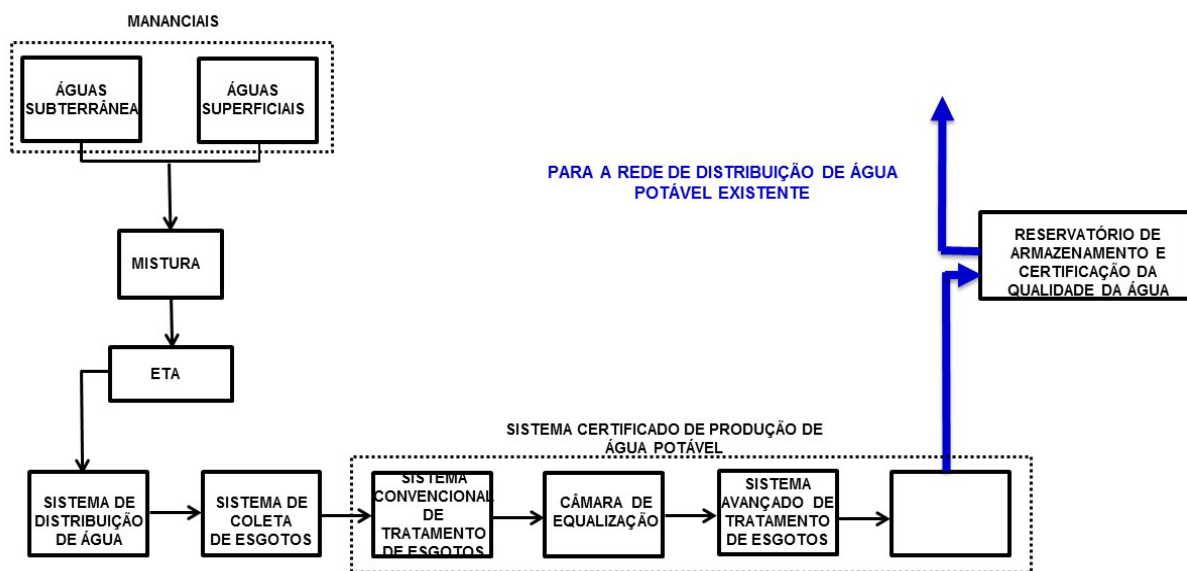 MANANCIAIS
ÁGUAS
SUBTERRÂNEA
ÁGUAS
SUPERFICIAIS
MISTURA
ETA
PARA A REDE DE DISTRIBUIÇÃO DE ÁGUA
POTÁVEL EXISTENTE
RESERVATÓRIO DE
ARMAZENAMENTO E
CERTIFICAÇÃO DA
QUALIDADE DA ÁGUA
SISTEMA CERTIFICADO DE PRODUÇÃO DE
ÁGUA POTÁVEL
SISTEMA DE
DISTRIBUIÇÃO
DE ÁGUA
SISTEMA DE
COLETA
DE ESGOTOS
SISTEMA
CONVENCIONAL
DE
TRATAMENTO
DE ESGOTOS
CÂMARA DE
EQUALIZAÇÃO
SISTEMA
AVANÇADO DE
TRATAMENTO
DE ESGOTOS